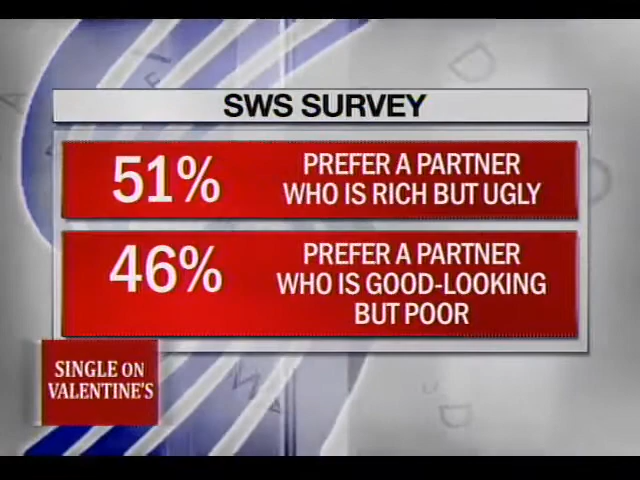 SWS SURVEY
51%
PREFER A PARTNER
WHO IS RICH BUT UGLY
46%
PREFER A PARTNER
WHO IS GOOD-LOOKING
BUT POOR
SINGLE ON
VALENTINE'S